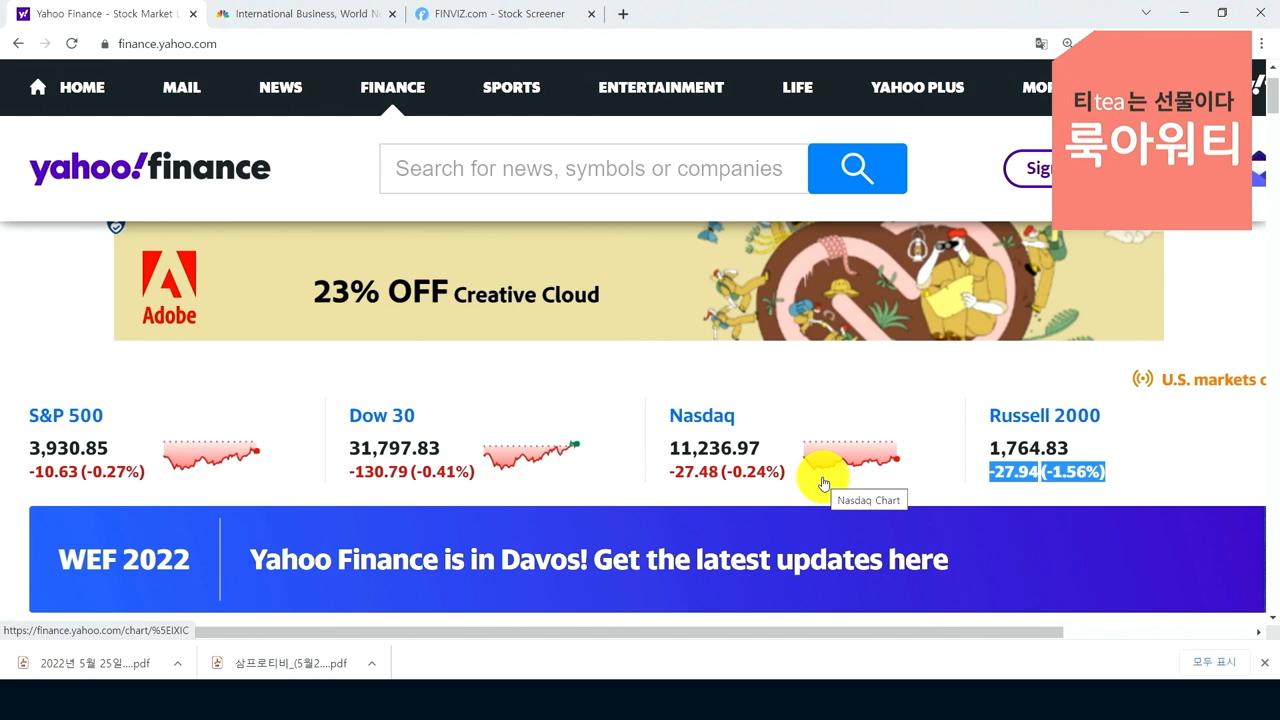 Yahoo Finance - Stock Market L
International Business, World Ne
FINVIZ.com - Stock Screener
finance.yahoo.com
HOME
MAIL
NEWS
FINANCE
SPORTS
ENTERTAINMENT
LIFE
YAHOO PLUS
MOR
티tea는 선물이다
룩아워티
yahoo!finance
Search for news, symbols or companies
Sig
Adobe
23% OFF Creative Cloud
U.S. markets c
S&P 500
3,930.85
-10.63 (-0.27%)
Dow 30
31,797.83
-130.79 (-0.41%)
Nasdaq
11,236.97
-27.48 (-0.24%)
Nasdaq Chart
Russell 2000
1,764.83
-27.94 (-1.56%)
WEF 2022
Yahoo Finance is in Davos! Get the latest updates here
https://finance.yahoo.com/chart/%5EIXIC
2022년 5월 25일....pdf
삼프로티비_(5월2....pdf
모두 표시